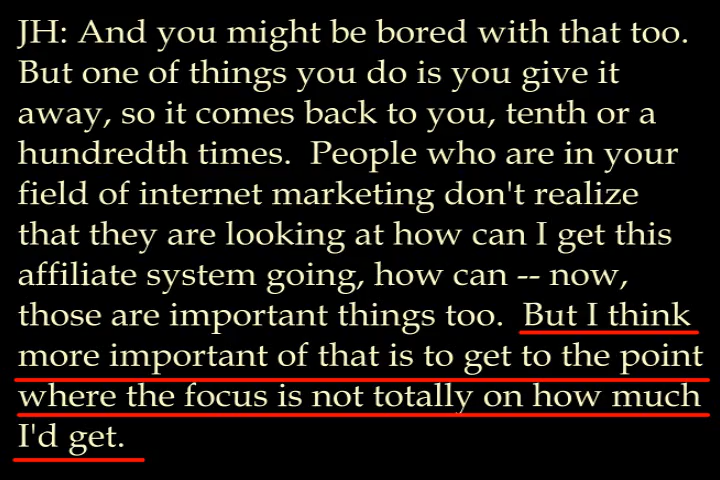 JH: And you might be bored with that too.
But one of things you do is you give it
away, so it comes back to you, tenth or a
hundredth times.  People who are in your
field of internet marketing don't realize
that they are looking at how can I get this
affiliate system going, how can -- now,
those are important things too.  But I think
more important of that is to get to the point
where the focus is not totally on how much
I'd get.